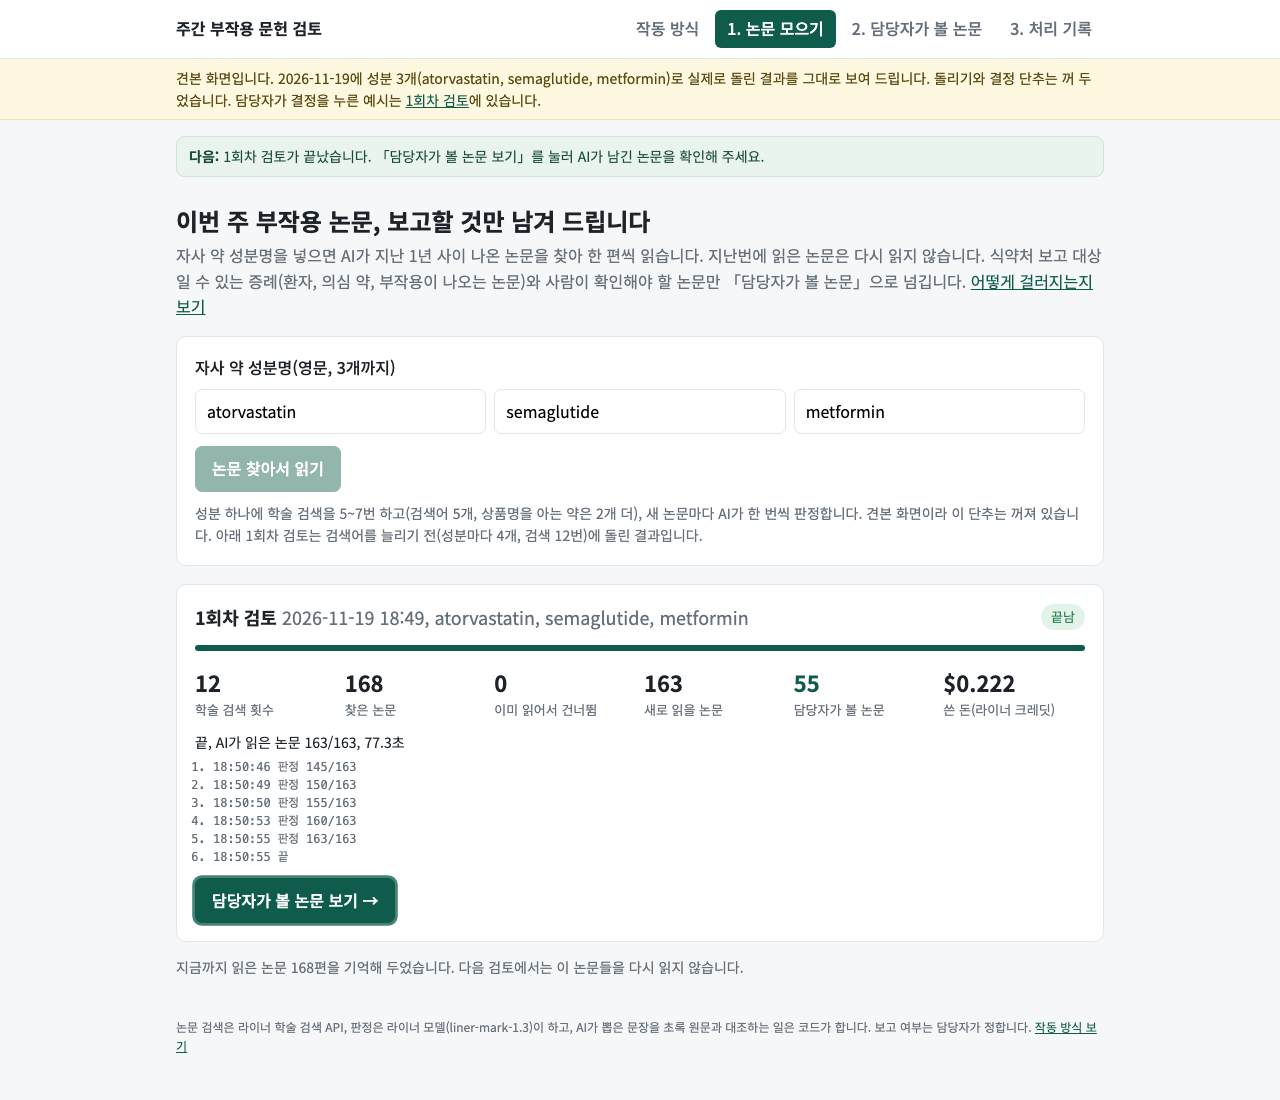 주간 부작용 문헌 검토
작동 방식
1. 논문 모으기
2. 담당자가 볼 논문
3. 처리 기록
견본 화면입니다. 2026-11-19에 성분 3개(atorvastatin, semaglutide, metformin)로 실제로 돌린 결과를 그대로 보여 드립니다. 돌리기와 결정 단추는 꺼 두
었습니다. 담당자가 결정을 누른 예시는 1회차 검토에 있습니다.
다음: 1회차 검토가 끝났습니다. 「담당자가 볼 논문 보기」를 눌러 AI가 남긴 논문을 확인해 주세요.
이번 주 부작용 논문, 보고할 것만 남겨 드립니다
자사 약 성분명을 넣으면 AI가 지난 1년 사이 나온 논문을 찾아 한 편씩 읽습니다. 지난번에 읽은 논문은 다시 읽지 않습니다. 식약처 보고 대상
일 수 있는 증례(환자, 의심 약, 부작용이 나오는 논문)와 사람이 확인해야 할 논문만 「담당자가 볼 논문」으로 넘깁니다. 어떻게 걸러지는지
보기
자사 약 성분명(영문, 3개까지)
atorvastatin
semaglutide
metformin
논문 찾아서 읽기
성분 하나에 학술 검색을 5~7번 하고(검색어 5개, 상품명을 아는 약은 2개 더), 새 논문마다 AI가 한 번씩 판정합니다. 견본 화면이라 이 단추는 꺼져 있습니
다. 아래 1회차 검토는 검색어를 늘리기 전(성분마다 4개, 검색 12번)에 돌린 결과입니다.
1회차 검토 2026-11-19 18:49, atorvastatin, semaglutide, metformin
끝남
12
168
0
163
55
$0.222
학술 검색 횟수
찾은 논문
이미 읽어서 건너뜀
새로 읽을 논문
담당자가 볼 논문
쓴 돈(라이너 크레딧)
끝, AI가 읽은 논문 163/163, 77.3초
1. 18:50:46 판정 145/163
2. 18:50:49 판정 150/163
3. 18:50:50 판정 155/163
4. 18:50:53 판정 160/163
5. 18:50:55 판정 163/163
6. 18:50:55 끝
담당자가 볼 논문 보기 →
지금까지 읽은 논문 168편을 기억해 두었습니다. 다음 검토에서는 이 논문들을 다시 읽지 않습니다.
논문 검색은 라이너 학술 검색 API, 판정은 라이너 모델(liner-mark-1.3)이 하고, AI가 뽑은 문장을 초록 원문과 대조하는 일은 코드가 합니다. 보고 여부는 담당자가 정합니다. 작동 방식 보
기